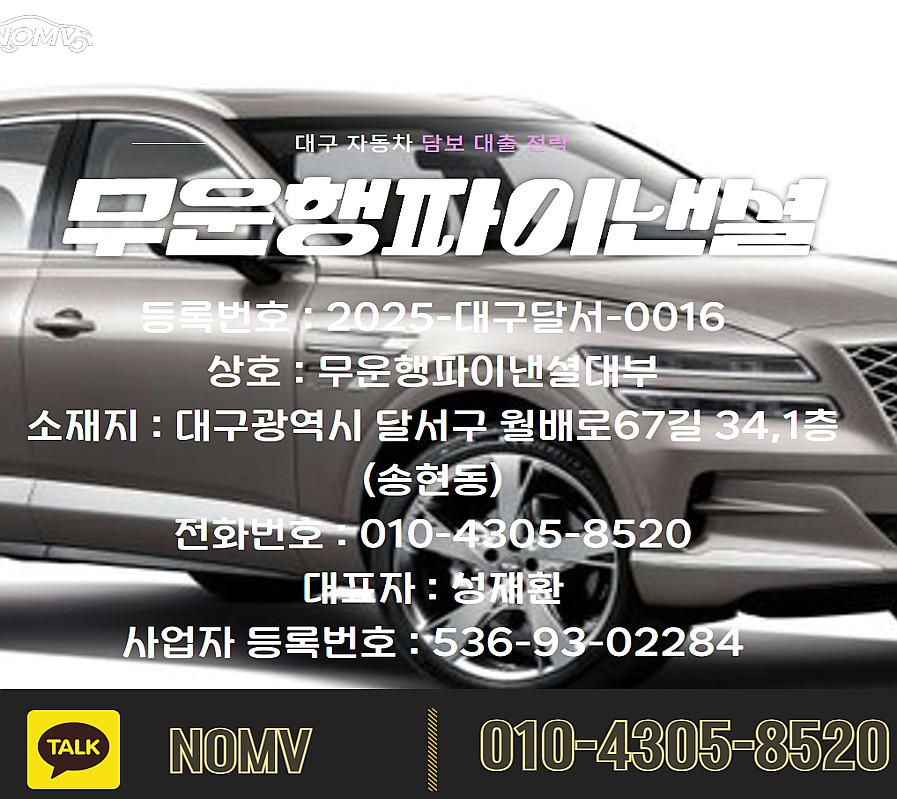 NOMV
대구 자동차 담보 대출 전략
무운행파이낸셜
등록번호 : 2025-대구달서-0016
상호 : 무운행파이낸셜대부
소재지 : 대구광역시 달서구 월배로67길 34,1층
(송현동)
전화번호 : 010-4305-8520
대표자 : 성재환
사업자 등록번호 : 536-93-02284
TALK NOMV 010-4305-8520